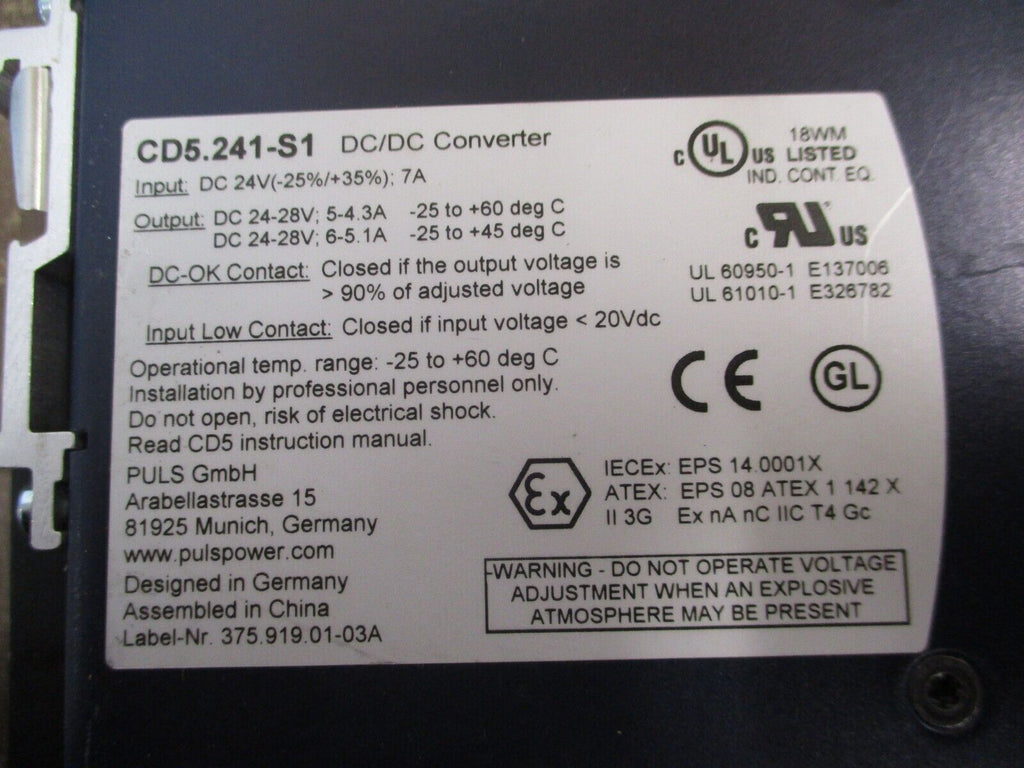 CD5.241-S1 DC/DC Converter
Input: DC 24V(-25%/+35%); 7A
Output: DC 24-28V; 5-4.3A -25 to +60 deg C
DC 24-28V; 6-5.1A -25 to +45 deg C
DC-OK Contact: Closed if the output voltage is
> 90% of adjusted voltage
Input Low Contact: Closed if input voltage < 20Vdc
Operational temp. range: -25 to +60 deg C
Installation by professional personnel only.
Do not open, risk of electrical shock.
Read CD5 instruction manual.
PULS GmbH
Arabellastrasse 15
81925 Munich, Germany
www.pulspower.com
Designed in Germany
Assembled in China
Label-Nr. 375.919.01-03A
C UL US 18WM
LISTED
IND. CONT. EQ.
C RU US
UL 60950-1 E137006
UL 61010-1 E326782
CE GL
Ex
IECEx: EPS 14.0001X
ATEX: EPS 08 ATEX 1 142 X
II 3G Ex nA nC IIC T4 Gc
-WARNING - DO NOT OPERATE VOLTAGE
ADJUSTMENT WHEN AN EXPLOSIVE
ATMOSPHERE MAY BE PRESENT